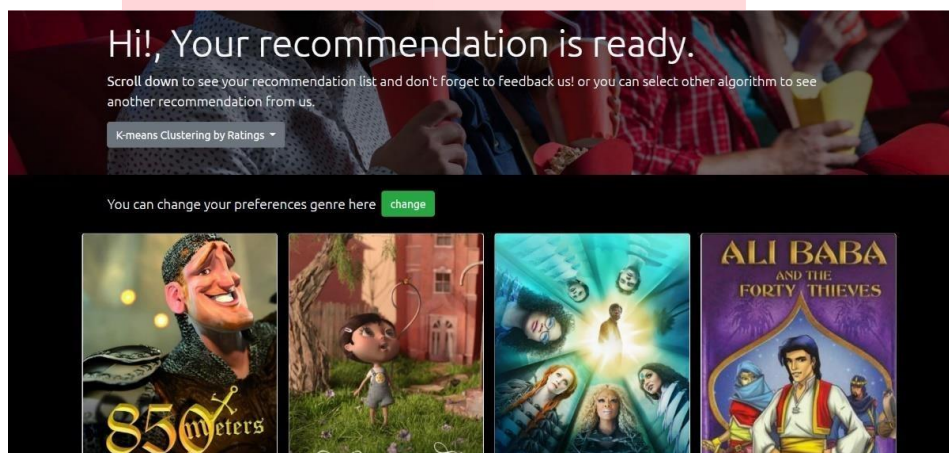 Hi!, Your recommendation is ready.
Scroll down to see your recommendation list and don't forget to feedback us! or you can select other algorithm to see
another recommendation from us.
K-means Clustering by Ratings
You can change your preferences genre here change
850 meters
ALI BABA
AND THE
FORTY THIEVES